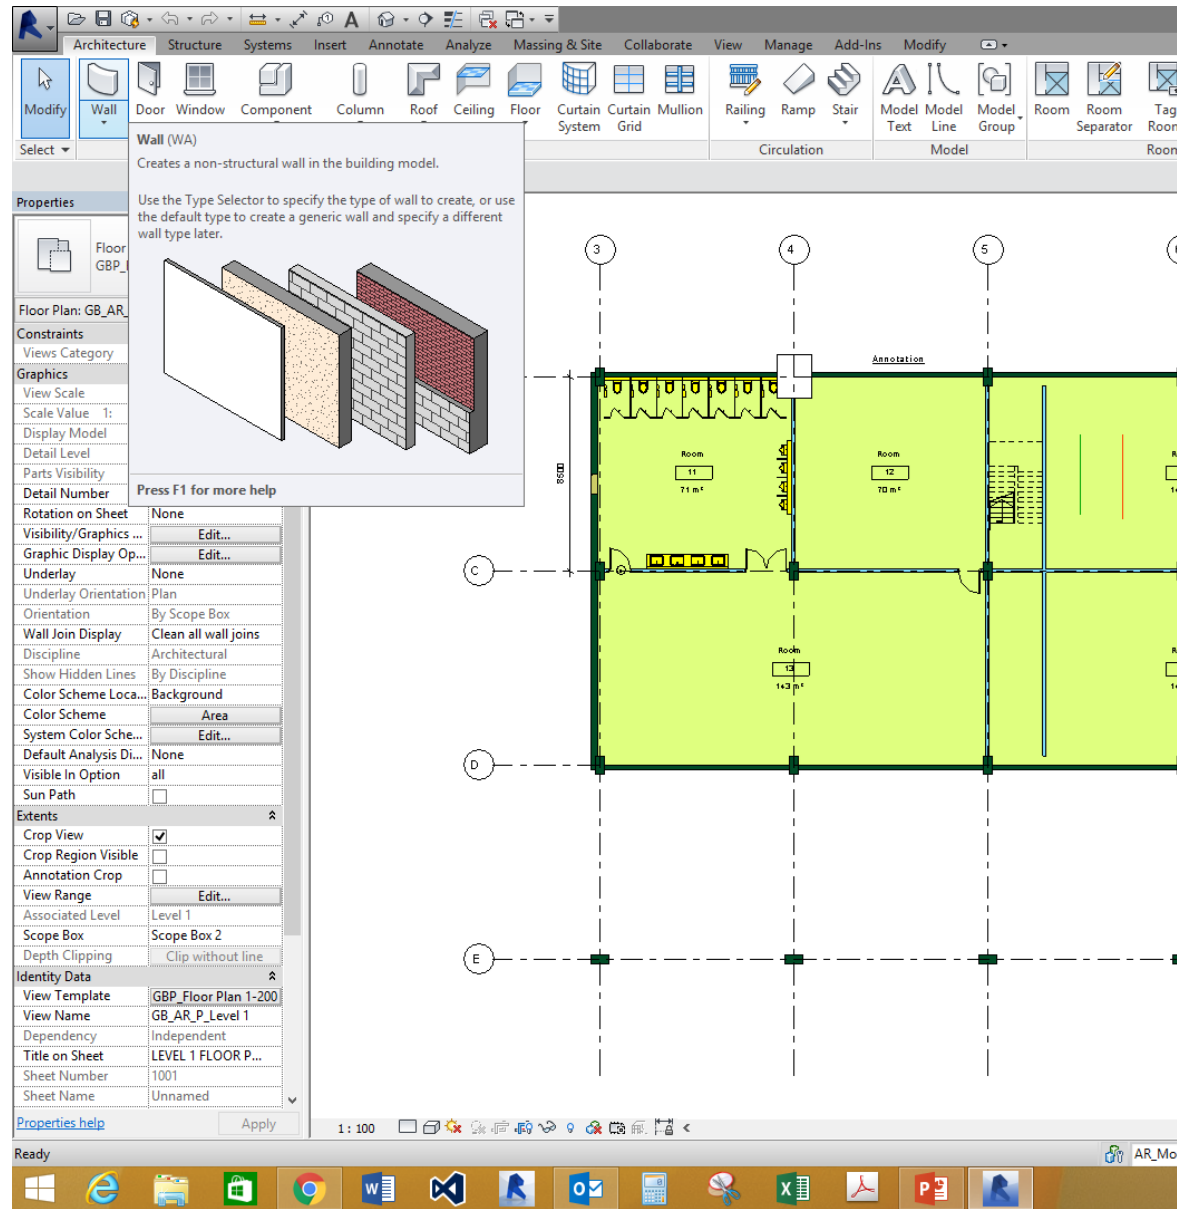 Architecture Structure Systems Insert Annotate Analyze Massing & Site Collaborate View Manage Add-Ins Modify
Modify Wall Door Window Component Column Roof Ceiling Floor Curtain System Curtain Grid Mullion Railing Ramp Stair Model Text Model Line Model Group Room Room Separator Tag Room
Select Circulation Model
Wall (WA)
Creates a non-structural wall in the building model.
Use the Type Selector to specify the type of wall to create, or use
the default type to create a generic wall and specify a different
wall type later.
Press F1 for more help
Properties
Floor
Floor Plan: GB_AR_
Constraints
Views Category
Graphics
View Scale
Scale Value 1:
Display Model
Detail Level
Parts Visibility
Detail Number
Rotation on Sheet None
Visibility/Graphics ... Edit...
Graphic Display Op... Edit...
Underlay None
Underlay Orientation Plan
Orientation By Scope Box
Wall Join Display Clean all wall joins
Discipline Architectural
Show Hidden Lines By Discipline
Color Scheme Loca... Background
Color Scheme Area
System Color Sche... Edit...
Default Analysis Di... None
Visible In Option all
Sun Path
Extents
Crop View
Crop Region Visible
Annotation Crop
View Range Edit...
Associated Level Level 1
Scope Box Scope Box 2
Depth Clipping Clip without line
Identity Data
View Template GBP_Floor Plan 1-200
View Name GB_AR_P_Level 1
Dependency Independent
Title on Sheet LEVEL 1 FLOOR P...
Sheet Number 1001
Sheet Name Unnamed
Properties help Apply
3 4 5
Annotation
8500
Room
11
71 m²
Room
12
70 m²
C
Room
13
143 m²
D
E
1 : 100
Ready
AR_Mo